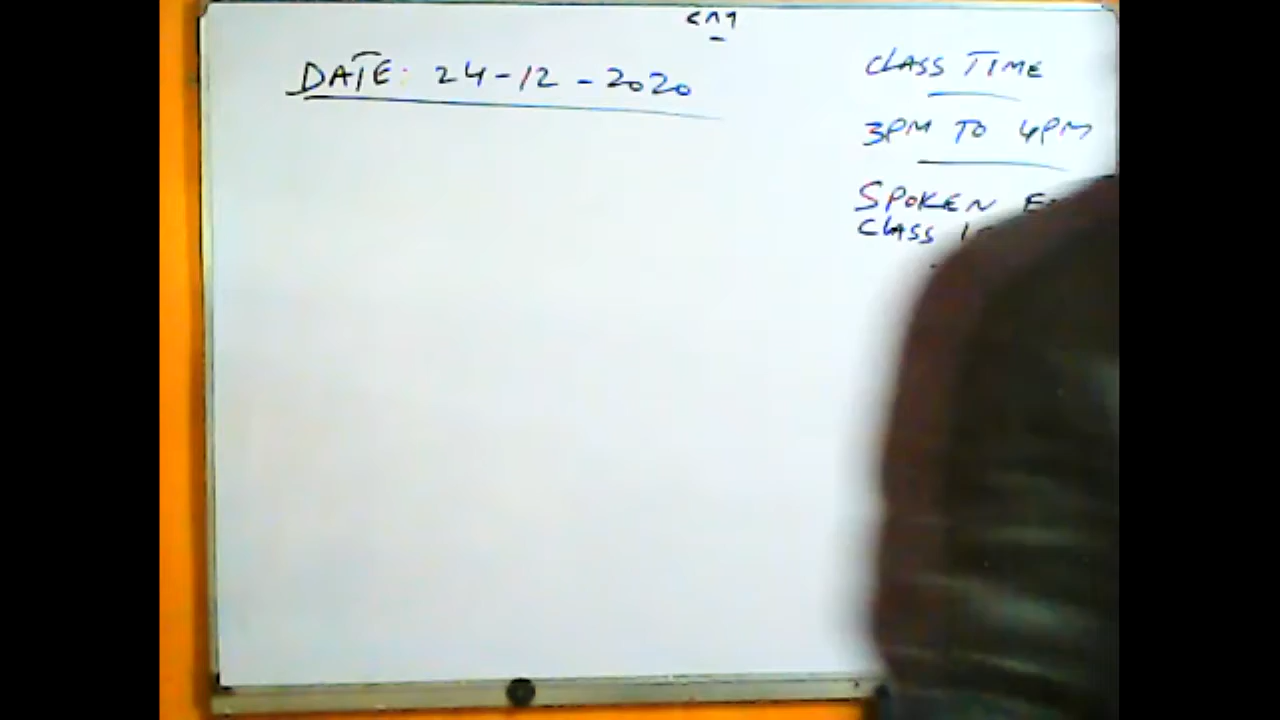 DATE: 24-12-2020
CLASS TIME
3PM TO 4PM
SPOKEN
CLASS